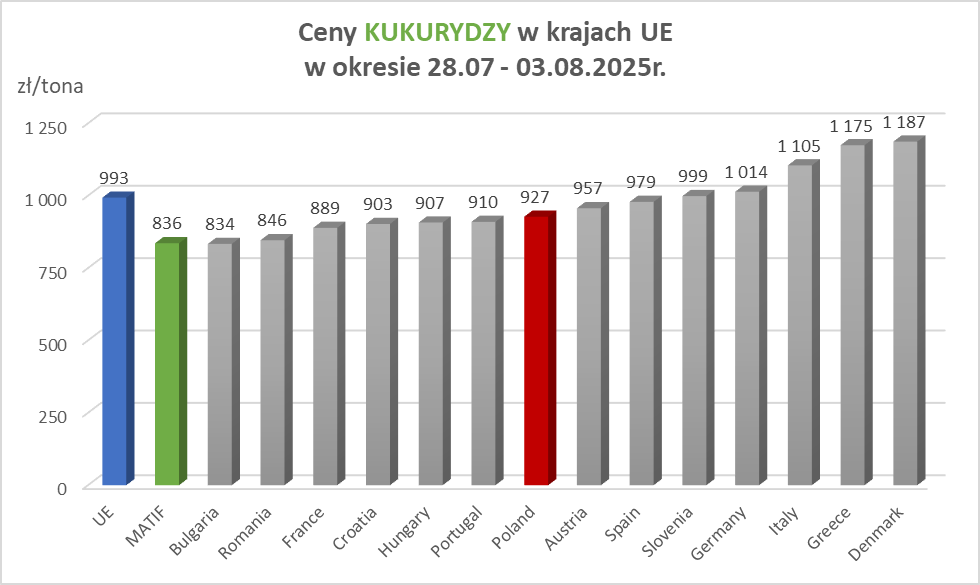 Ceny KUKURYDZY w krajach UE
w okresie 28.07 - 03.08.2025r.
zł/tona
1 250
1 000
750
500
250
0
993
836
834
846
889
903
907
910
927
957
979
999
1 014
1 105
1 175
1 187
UE
MATIF
Bulgaria
Romania
France
Croatia
Hungary
Portugal
Poland
Austria
Spain
Slovenia
Germany
Italy
Greece
Denmark